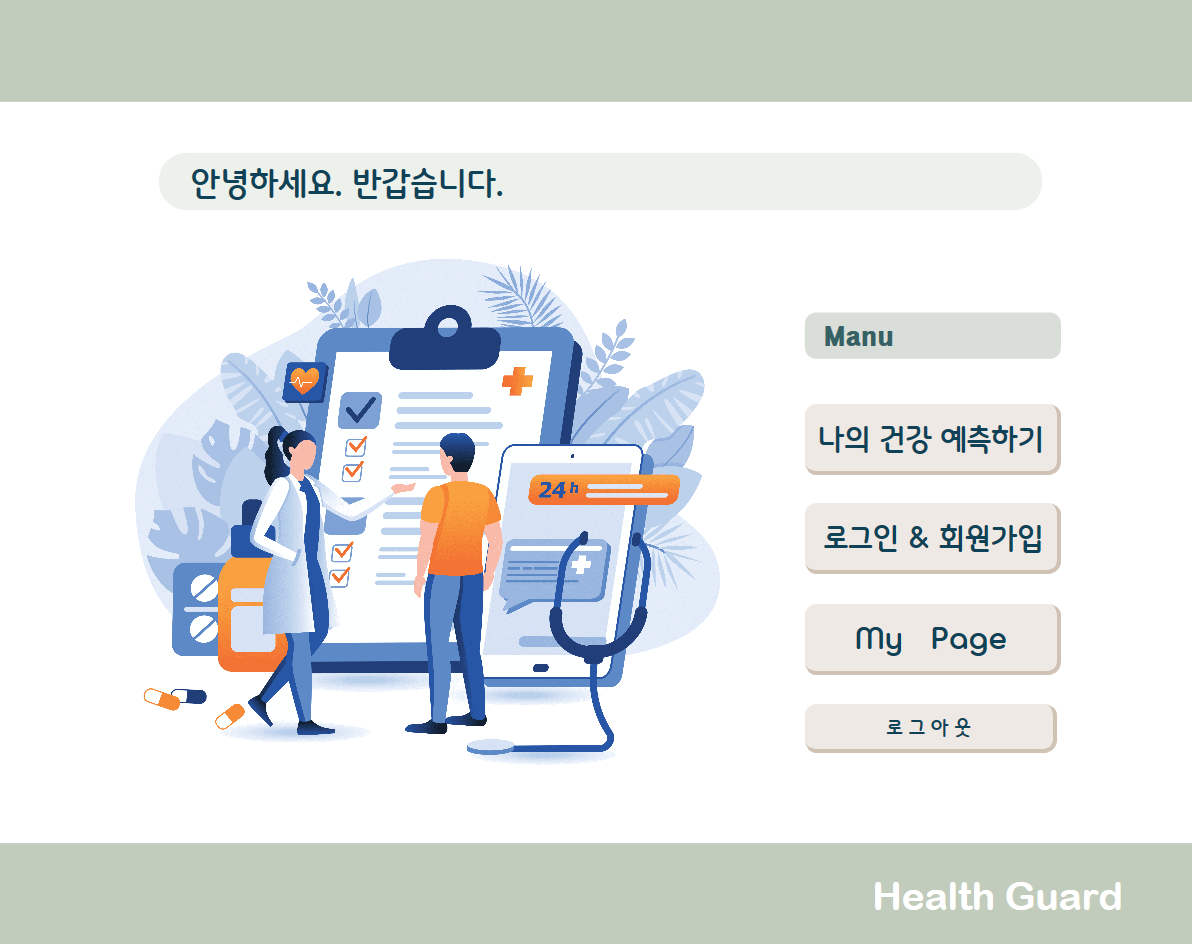 안녕하세요. 반갑습니다.
Manu
나의 건강 예측하기
로그인 & 회원가입
My Page
로그아웃
24h
Health Guard